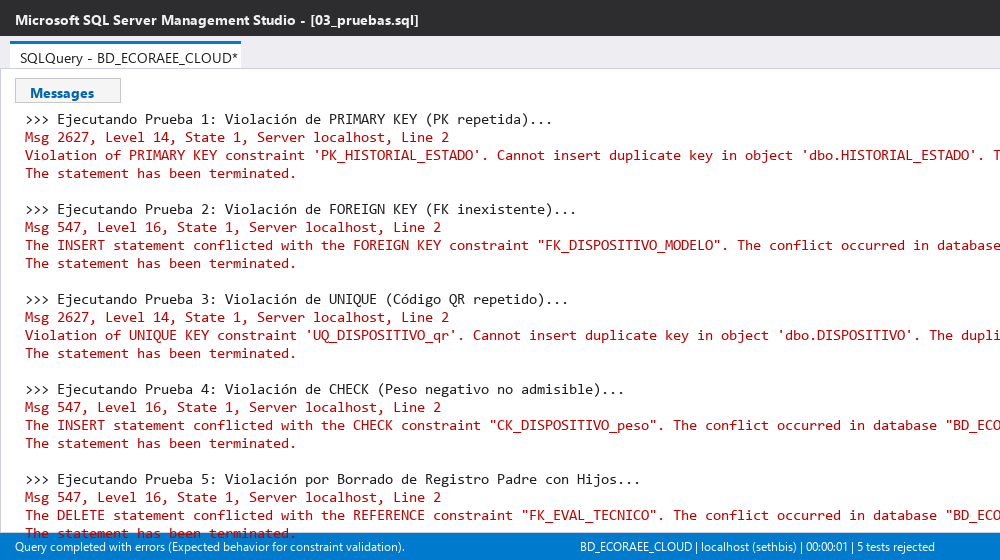 Microsoft SQL Server Management Studio - [03_pruebas.sql]
SQLQuery - BD_ECORAEE_CLOUD*
Messages
>>> Ejecutando Prueba 1: Violación de PRIMARY KEY (PK repetida)...
Msg 2627, Level 14, State 1, Server localhost, Line 2
Violation of PRIMARY KEY constraint 'PK_HISTORIAL_ESTADO'. Cannot insert duplicate key in object 'dbo.HISTORIAL_ESTADO'. T
The statement has been terminated.
>>> Ejecutando Prueba 2: Violación de FOREIGN KEY (FK inexistente)...
Msg 547, Level 16, State 1, Server localhost, Line 2
The INSERT statement conflicted with the FOREIGN KEY constraint "FK_DISPOSITIVO_MODELO". The conflict occurred in database
The statement has been terminated.
>>> Ejecutando Prueba 3: Violación de UNIQUE (Código QR repetido)...
Msg 2627, Level 14, State 1, Server localhost, Line 2
Violation of UNIQUE KEY constraint 'UQ_DISPOSITIVO_qr'. Cannot insert duplicate key in object 'dbo.DISPOSITIVO'. The dupli
The statement has been terminated.
>>> Ejecutando Prueba 4: Violación de CHECK (Peso negativo no admisible)...
Msg 547, Level 16, State 1, Server localhost, Line 2
The INSERT statement conflicted with the CHECK constraint "CK_DISPOSITIVO_peso". The conflict occurred in database "BD_ECO
The statement has been terminated.
>>> Ejecutando Prueba 5: Violación por Borrado de Registro Padre con Hijos...
Msg 547, Level 16, State 1, Server localhost, Line 2
The DELETE statement conflicted with the REFERENCE constraint "FK_EVAL_TECNICO". The conflict occurred in database "BD_ECO
The statement has been terminated.
Query completed with errors (Expected behavior for constraint validation).
BD_ECORAEE_CLOUD | localhost (sethbis) | 00:00:01 | 5 tests rejected